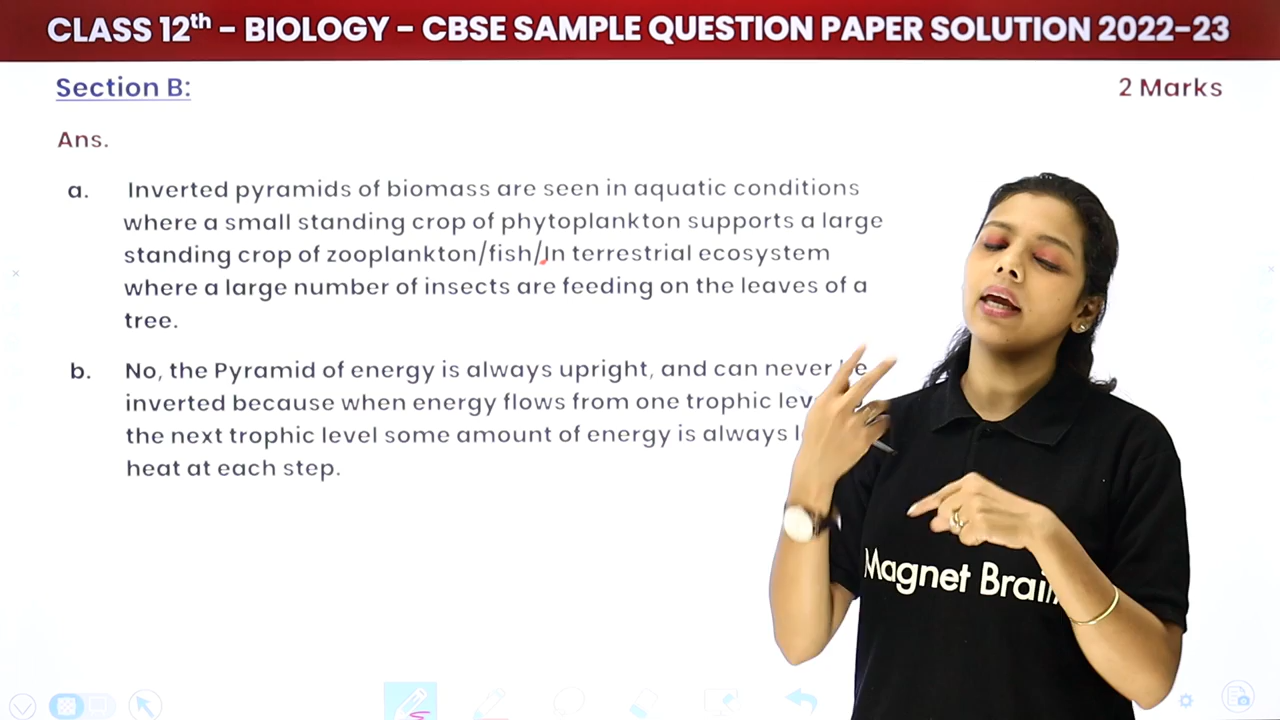 CLASS 12th - BIOLOGY - CBSE SAMPLE QUESTION PAPER SOLUTION 2022-23
Section B:
2 Marks
Ans.
a. Inverted pyramids of biomass are seen in aquatic conditions
where a small standing crop of phytoplankton supports a large
standing crop of zooplankton/fish/In terrestrial ecosystem
where a large number of insects are feeding on the leaves of a
tree.
b. No, the Pyramid of energy is always upright, and can never
inverted because when energy flows from one trophic
the next trophic level some amount of energy is always
heat at each step.
Magnet